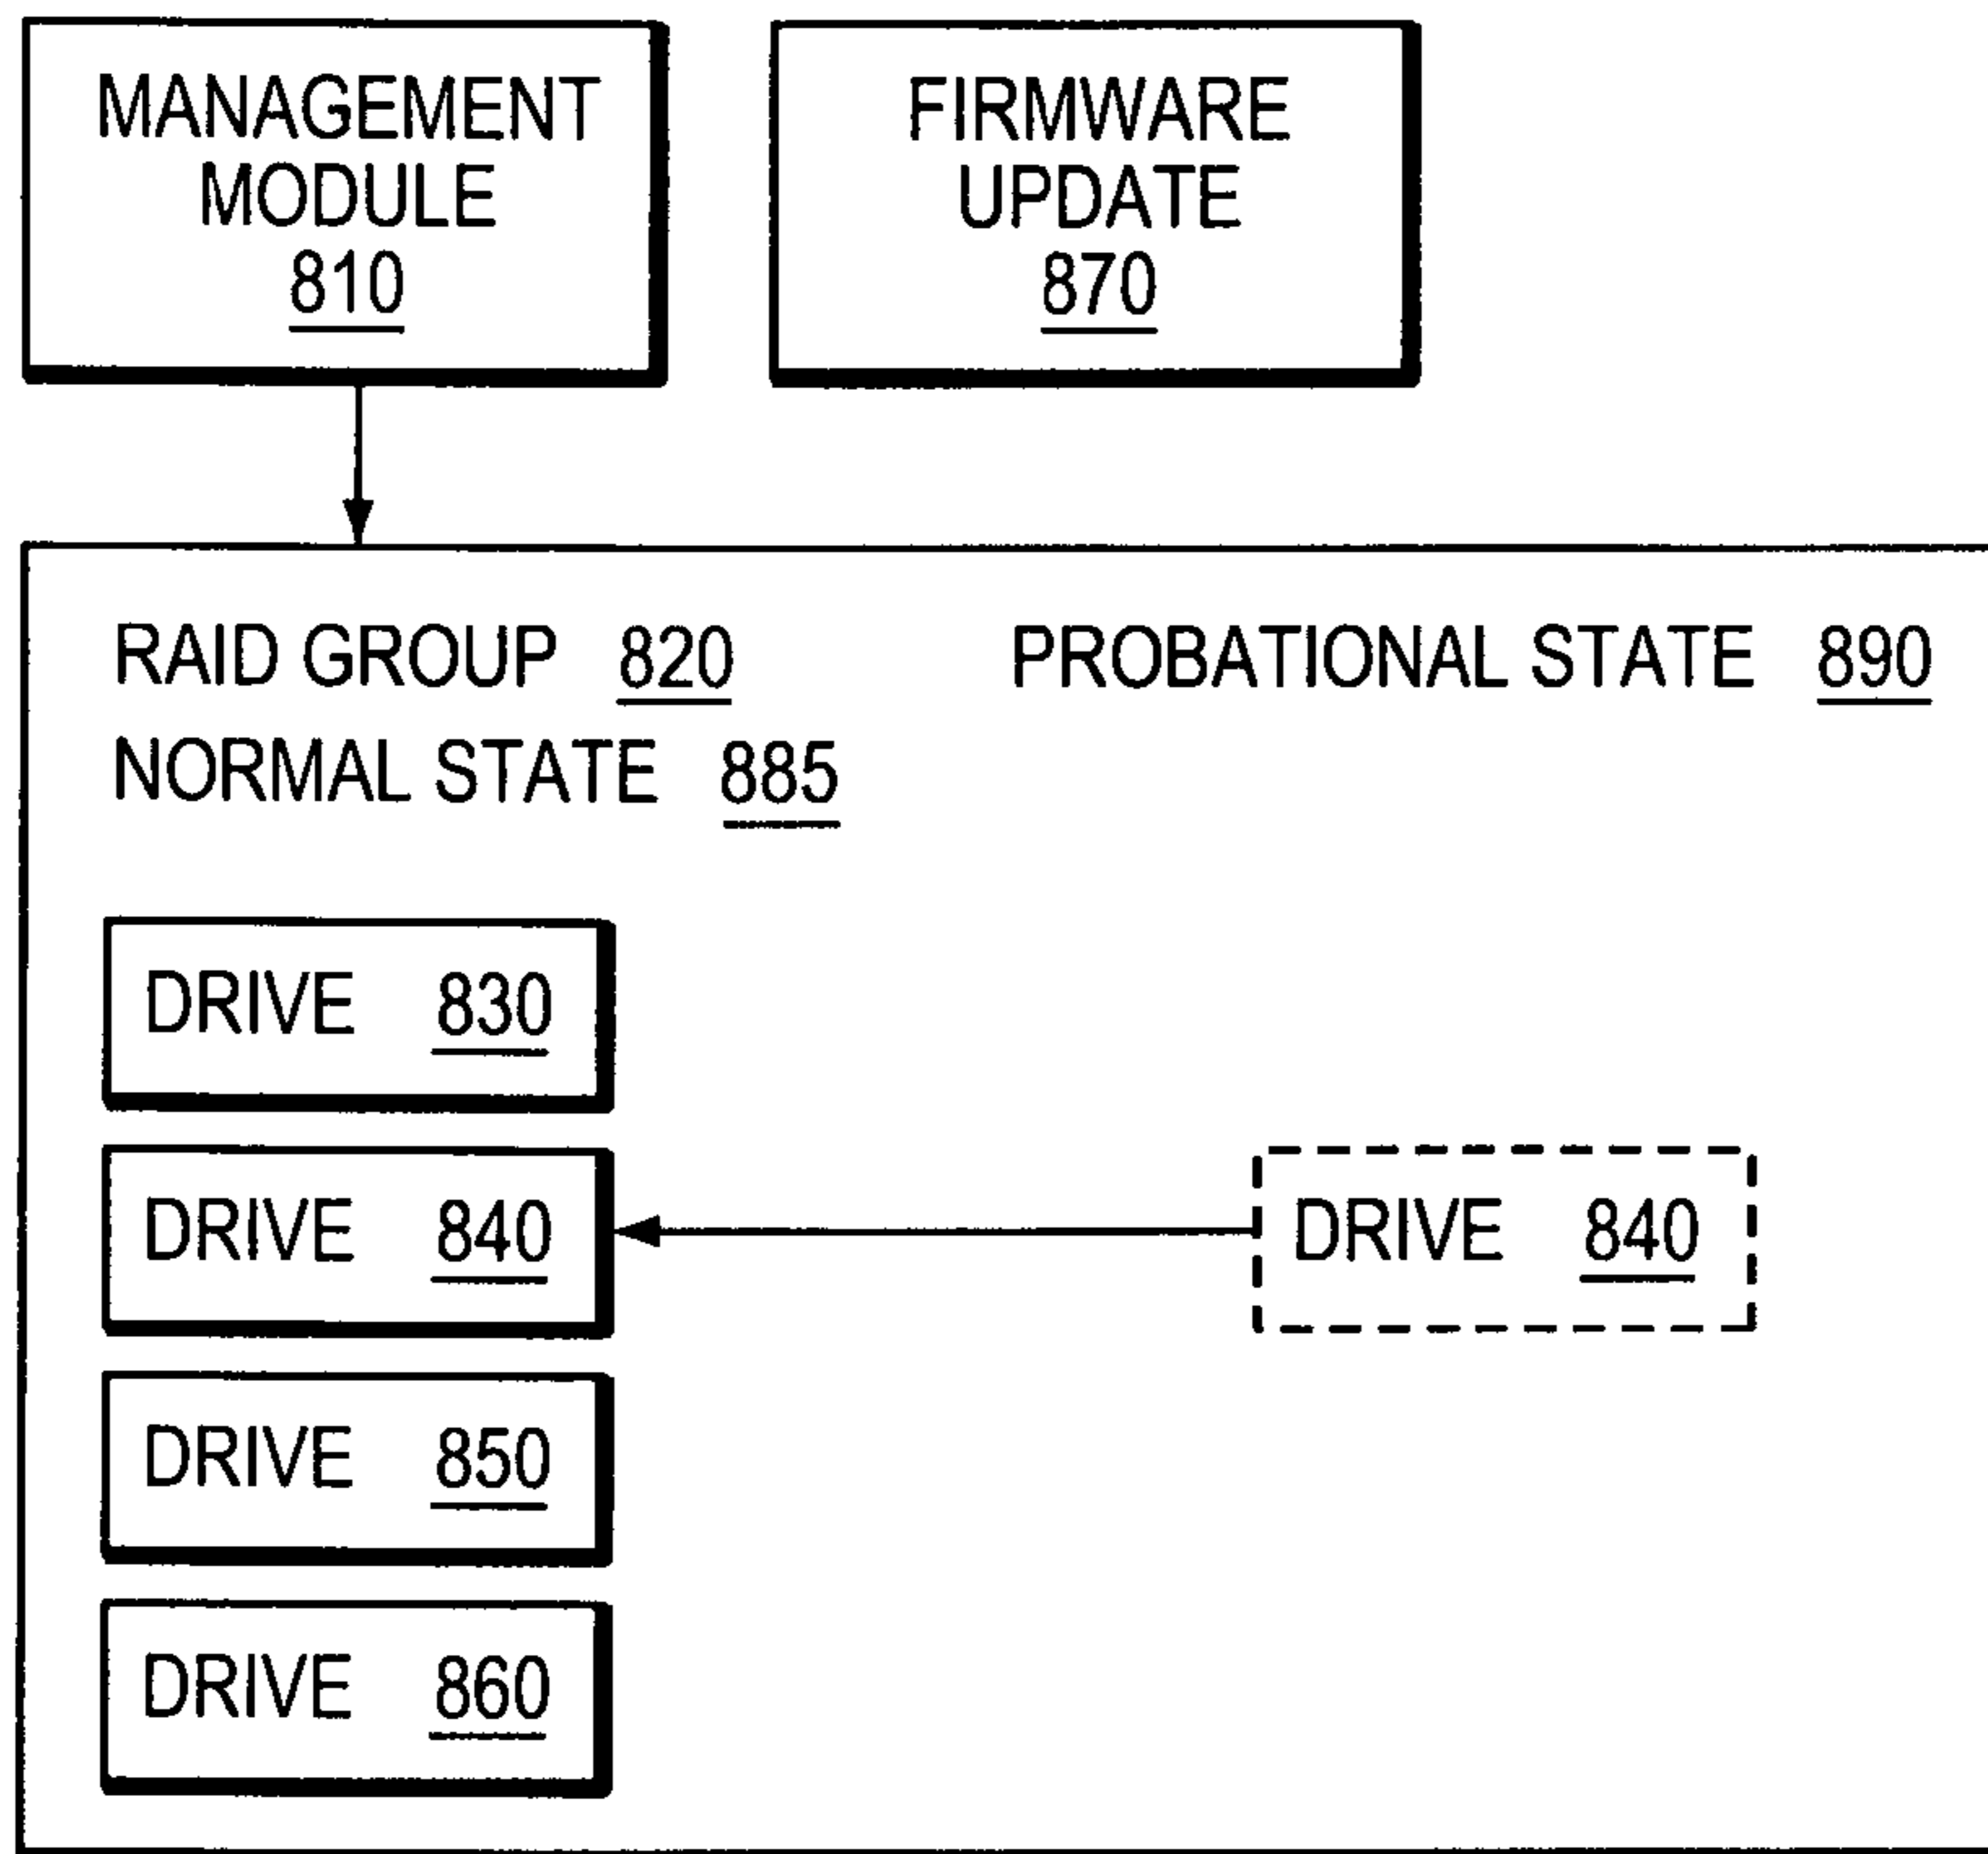 MANAGEMENT
MODULE
810
FIRMWARE
UPDATE
870
RAID GROUP 820
PROBATIONAL STATE 890
NORMAL STATE 885
DRIVE 830
DRIVE 840
DRIVE 840
DRIVE 850
DRIVE 860